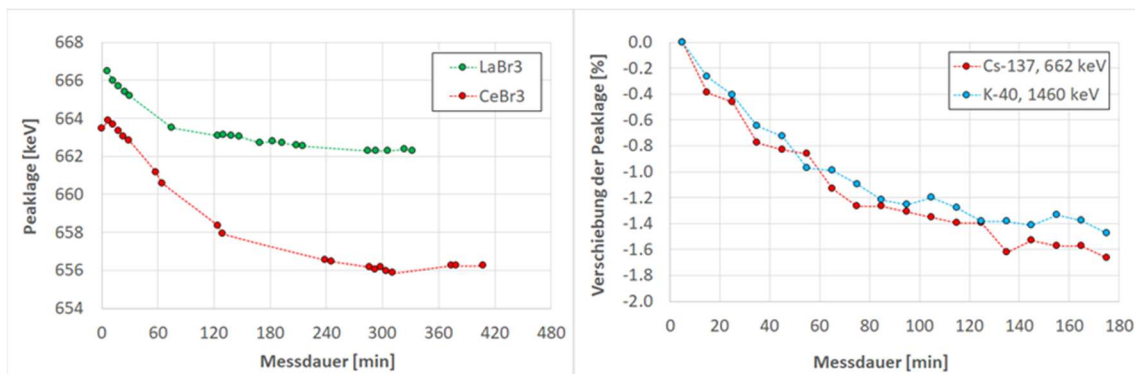 668
666
664
662
660
658
656
654
Peaklage [keV]
0 60 120 180 240 300 360 420 480
Messdauer [min]
LaBr3
CeBr3
0.0
-0.2
-0.4
-0.6
-0.8
-1.0
-1.2
-1.4
-1.6
-1.8
-2.0
Verschiebung der Peaklage [%]
0 20 40 60 80 100 120 140 160 180
Messdauer [min]
Cs-137, 662 keV
K-40, 1460 keV